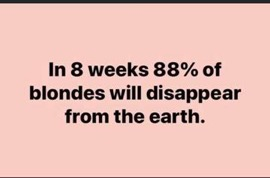 In 8 weeks 88% of
blondes will disappear
from the earth.